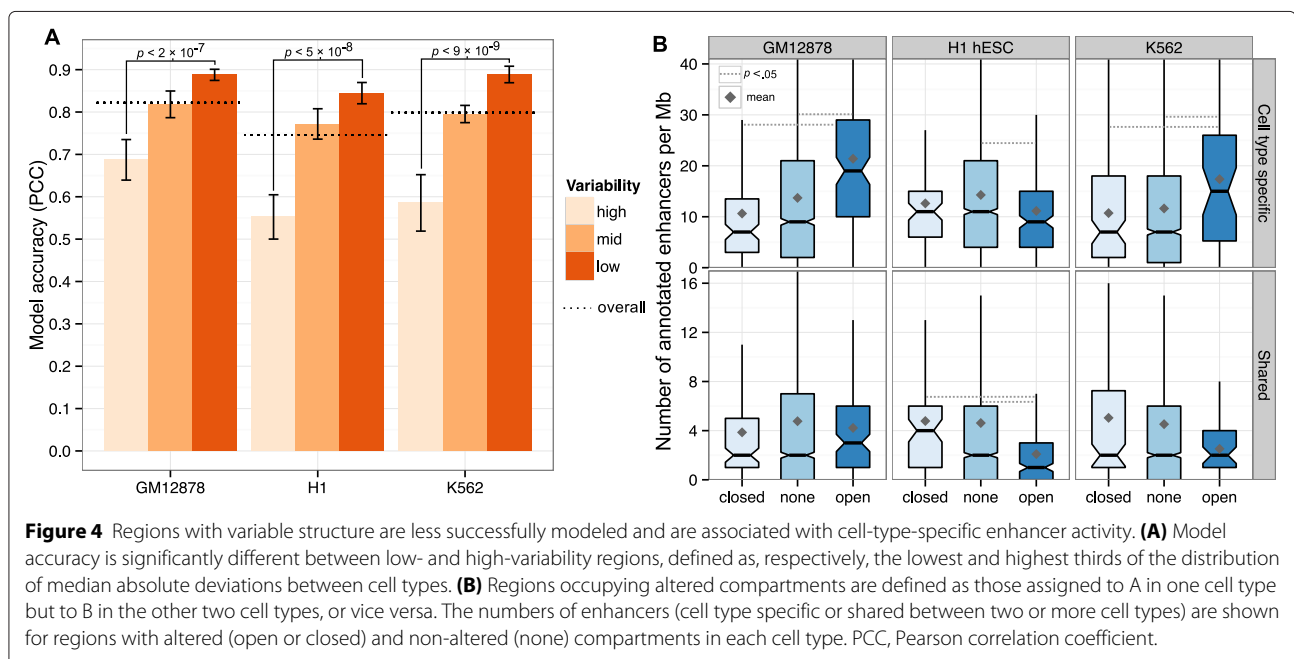 A
p < 2 × 10-7
p < 5 × 10-8
p < 9 × 10-9
Model accuracy (PCC)
0.9
0.8
0.7
0.6
0.5
0.4
0.3
0.2
0.1
0.0
GM12878
H1
K562
Variability
high
mid
low
overall
B
GM12878
H1 hESC
K562
p <.05
mean
Number of annotated enhancers per Mb
40
30
20
10
0
Cell type specific
16
12
8
4
0
Shared
closed
none
open
closed
none
open
closed
none
open
Figure 4 Regions with variable structure are less successfully modeled and are associated with cell-type-specific enhancer activity. (A) Model
accuracy is significantly different between low- and high-variability regions, defined as, respectively, the lowest and highest thirds of the distribution
of median absolute deviations between cell types. (B) Regions occupying altered compartments are defined as those assigned to A in one cell type
but to B in the other two cell types, or vice versa. The numbers of enhancers (cell type specific or shared between two or more cell types) are shown
for regions with altered (open or closed) and non-altered (none) compartments in each cell type. PCC, Pearson correlation coefficient.